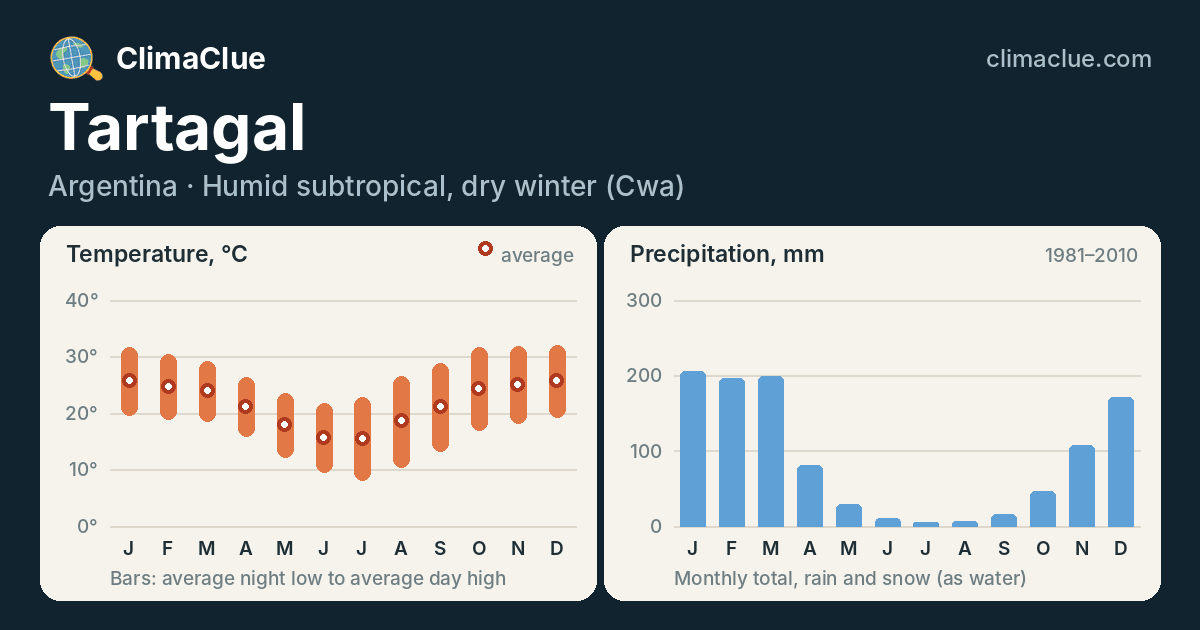 ClimaClue
climaclue.com
Tartagal
Argentina · Humid subtropical, dry winter (Cwa)
Temperature, °C
average
40°
30°
20°
10°
0°
J F M A M J J A S O N D
Bars: average night low to average day high
Precipitation, mm
1981–2010
300
200
100
0
J F M A M J J A S O N D
Monthly total, rain and snow (as water)